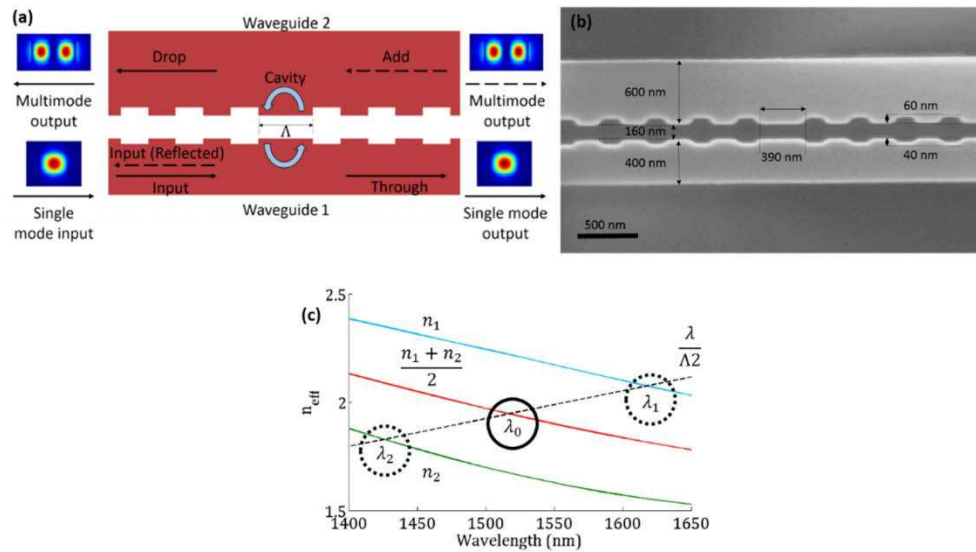 (a)
Waveguide 2
Drop
Add
Cavity
Multimode
output
Multimode
output
Λ
Input (Reflected)
Input
Through
Single
mode input
Waveguide 1
Single mode
output
(b)
600 nm
60 nm
160 nm
400 nm
390 nm
40 nm
500 nm
(c)
2.5
2
1.5
n_eff
n₁
n₁ + n₂
2
n₂
λ
Λ2
λ₁
λ₀
λ₂
1400 1450 1500 1550 1600 1650
Wavelength (nm)